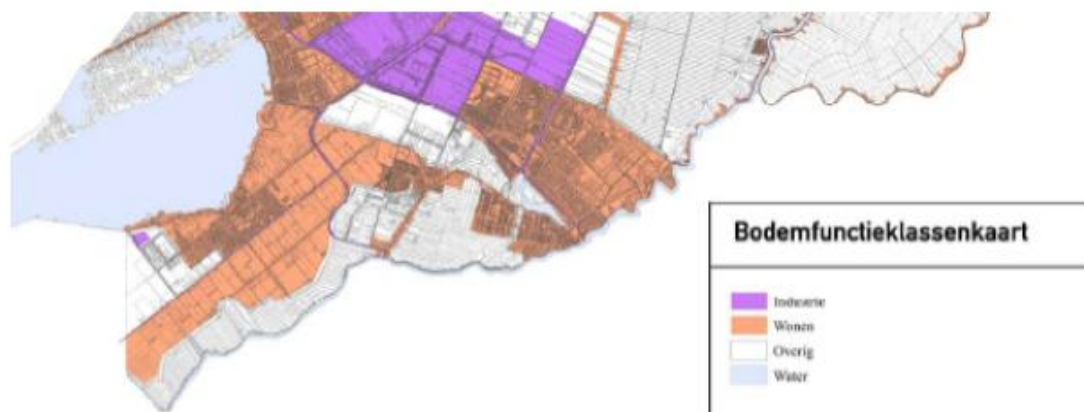 Bodemfunctieklassenkaart
Industrie
Wonen
Overig
Water